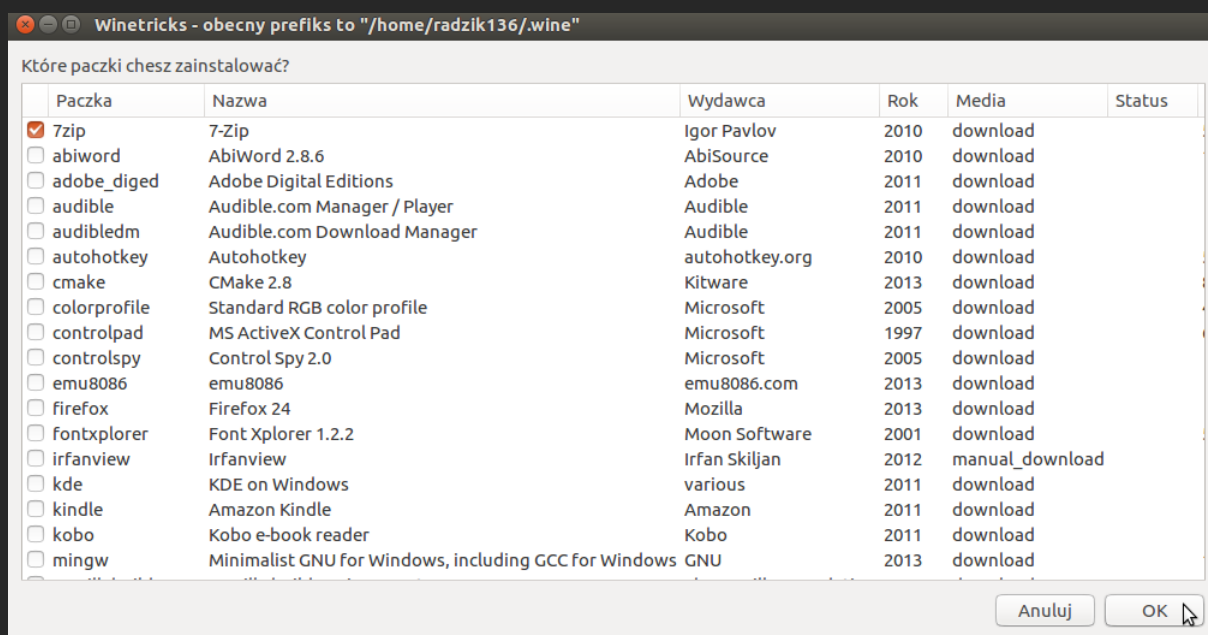 Winetricks - obecny prefiks to "/home/radzik136/.wine"
Które paczki chesz zainstalować?
Paczka Nazwa Wydawca Rok Media Status
7zip 7-Zip Igor Pavlov 2010 download
abiword AbiWord 2.8.6 AbiSource 2010 download
adobe_diged Adobe Digital Editions Adobe 2011 download
audible Audible.com Manager / Player Audible 2011 download
audibledm Audible.com Download Manager Audible 2011 download
autohotkey Autohotkey autohotkey.org 2010 download
cmake CMake 2.8 Kitware 2013 download
colorprofile Standard RGB color profile Microsoft 2005 download
controlpad MS ActiveX Control Pad Microsoft 1997 download
controlspy Control Spy 2.0 Microsoft 2005 download
emu8086 emu8086 emu8086.com 2013 download
firefox Firefox 24 Mozilla 2013 download
fontxplorer Font Xplorer 1.2.2 Moon Software 2001 download
irfanview Irfanview Irfan Skiljan 2012 manual_download
kde KDE on Windows various 2011 download
kindle Amazon Kindle Amazon 2011 download
kobo Kobo e-book reader Kobo 2011 download
mingw Minimalist GNU for Windows, including GCC for Windows GNU 2013 download
Anuluj OK